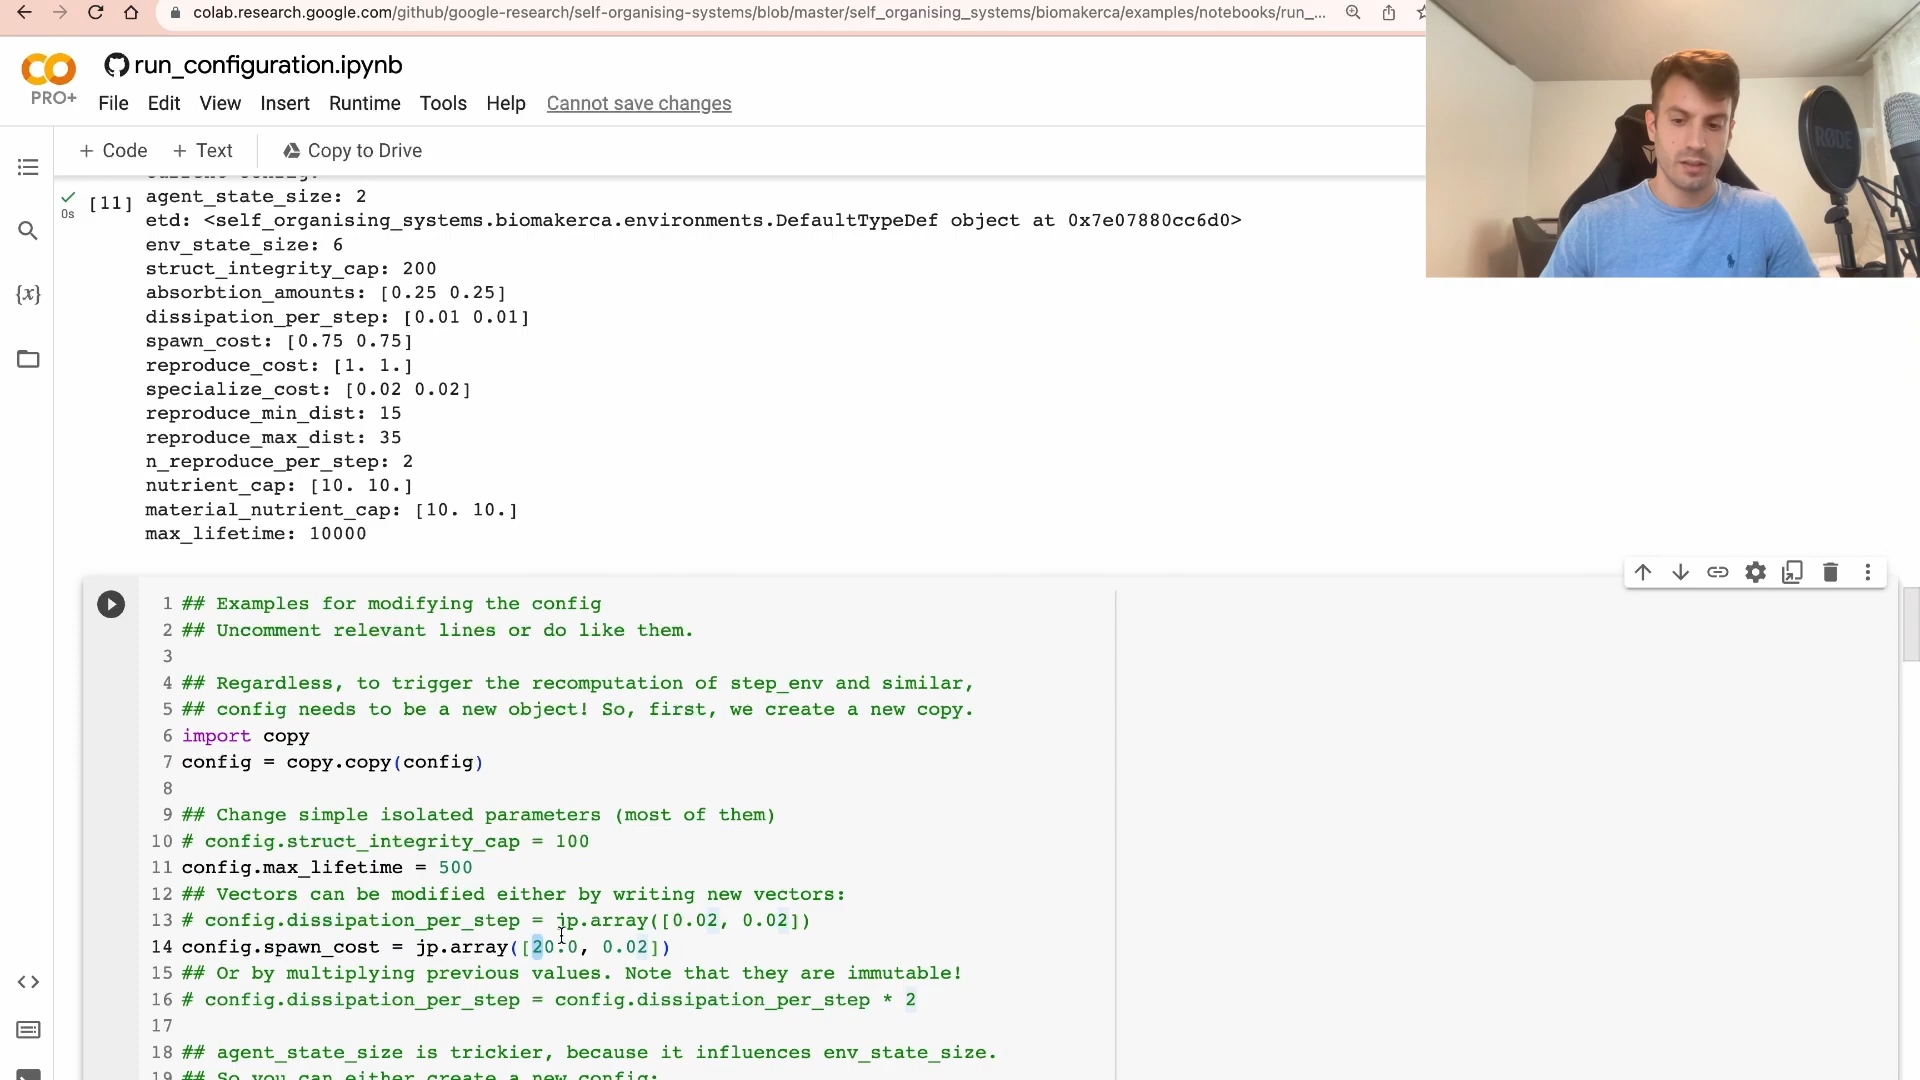 colab.research.google.com/github/google-research/self-organising-systems/blob/master/self_organising_systems/biomakerca/examples/notebooks/run_...
run_configuration.ipynb
PRO+
File Edit View Insert Runtime Tools Help Cannot save changes
+ Code + Text Copy to Drive
[11]
0s
agent_state_size: 2
etd: <self_organising_systems.biomakerca.environments.DefaultTypeDef object at 0x7e07880cc6d0>
env_state_size: 6
struct_integrity_cap: 200
absorbtion_amounts: [0.25 0.25]
dissipation_per_step: [0.01 0.01]
spawn_cost: [0.75 0.75]
reproduce_cost: [1. 1.]
specialize_cost: [0.02 0.02]
reproduce_min_dist: 15
reproduce_max_dist: 35
n_reproduce_per_step: 2
nutrient_cap: [10. 10.]
material_nutrient_cap: [10. 10.]
max_lifetime: 10000
1 ## Examples for modifying the config
2 ## Uncomment relevant lines or do like them.
3
4 ## Regardless, to trigger the recomputation of step_env and similar,
5 ## config needs to be a new object! So, first, we create a new copy.
6 import copy
7 config = copy.copy(config)
8
9 ## Change simple isolated parameters (most of them)
10 # config.struct_integrity_cap = 100
11 config.max_lifetime = 500
12 ## Vectors can be modified either by writing new vectors:
13 # config.dissipation_per_step = jp.array([0.02, 0.02])
14 config.spawn_cost = jp.array([20.0, 0.02])
15 ## Or by multiplying previous values. Note that they are immutable!
16 # config.dissipation_per_step = config.dissipation_per_step * 2
17
18 ## agent_state_size is trickier, because it influences env_state_size.
19 ## So you can either create a new config:
RØDE